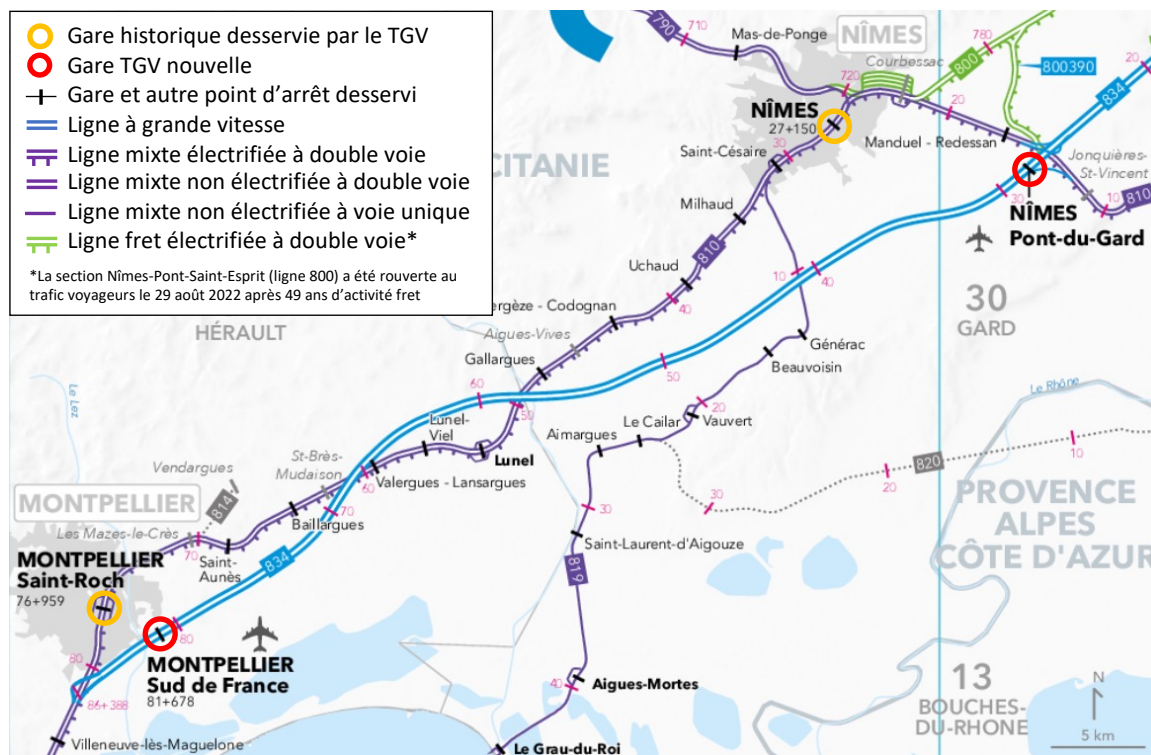 Gare historique desservie par le TGV
Gare TGV nouvelle
Gare et autre point d’arrêt desservi
Ligne à grande vitesse
Ligne mixte électrifiée à double voie
Ligne mixte non électrifiée à double voie
Ligne mixte non électrifiée à voie unique
Ligne fret électrifiée à double voie*
*La section Nîmes-Pont-Saint-Esprit (ligne 800) a été rouverte au
trafic voyageurs le 29 août 2022 après 49 ans d’activité fret
790
710
Mas-de-Ponge
NÎMES
Courbessac
720
800
780
800390
834
20
NÎMES
27+150
20
Manduel - Redessan
CITANIE
Saint-Césaire
30
Jonquières-
St-Vincent
10
810
30
NÎMES
Pont-du-Gard
Milhaud
810
Uchaud
10
40
40
ergèze - Codognan
Aigues-Vives
30
GARD
HÉRAULT
Gallargues
Générac
Beauvoisin
50
60
50
Le Lez
Le Rhône
Lunel-
Viel
Lunel
20
Vauvert
Le Cailar
Aimargues
10
820
20
30
St-Brès-
Mudaison
Vendargues
Valergues - Lansargues
60
70
814
MONTPELLIER
Baillargues
PROVENCE
ALPES
CÔTE D'AZUR
30
Les Mazes-le-Crès
70
Saint-
Aunès
834
Saint-Laurent-d'Aigouze
819
MONTPELLIER
Saint-Roch
76+959
80
80
MONTPELLIER
Sud de France
81+678
86+388
40
Aigues-Mortes
13
BOUCHES-
DU-RHONE
N
5 km
Villeneuve-lès-Maguelone
Le Grau-du-Roi